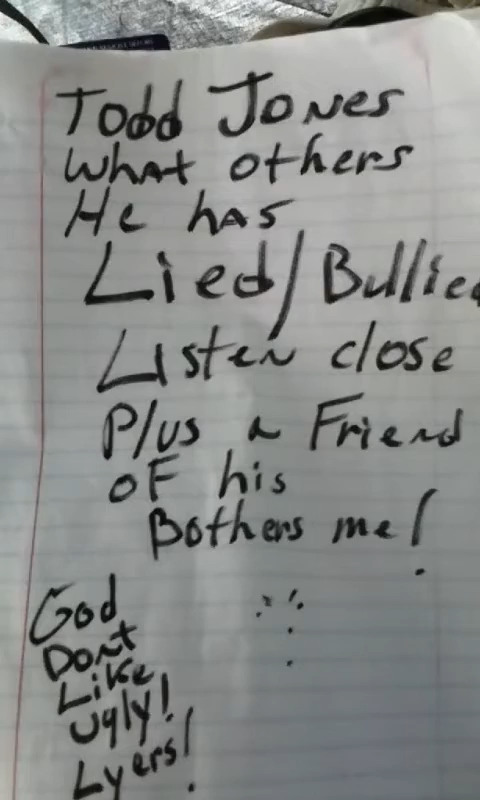 Todd Jones
What others
He has
Lied/Bullied
Listen close
Plus a Friend
OF his
Bothers me!
God
Dont
Like
Ugly!
Lyers!